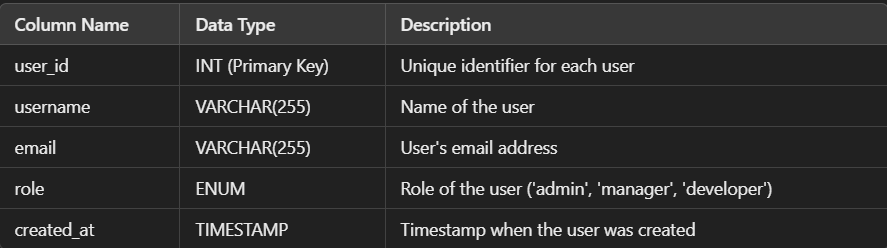 Column Name Data Type Description
user_id INT (Primary Key) Unique identifier for each user
username VARCHAR(255) Name of the user
email VARCHAR(255) User's email address
role ENUM Role of the user ('admin', 'manager', 'developer')
created_at TIMESTAMP Timestamp when the user was created